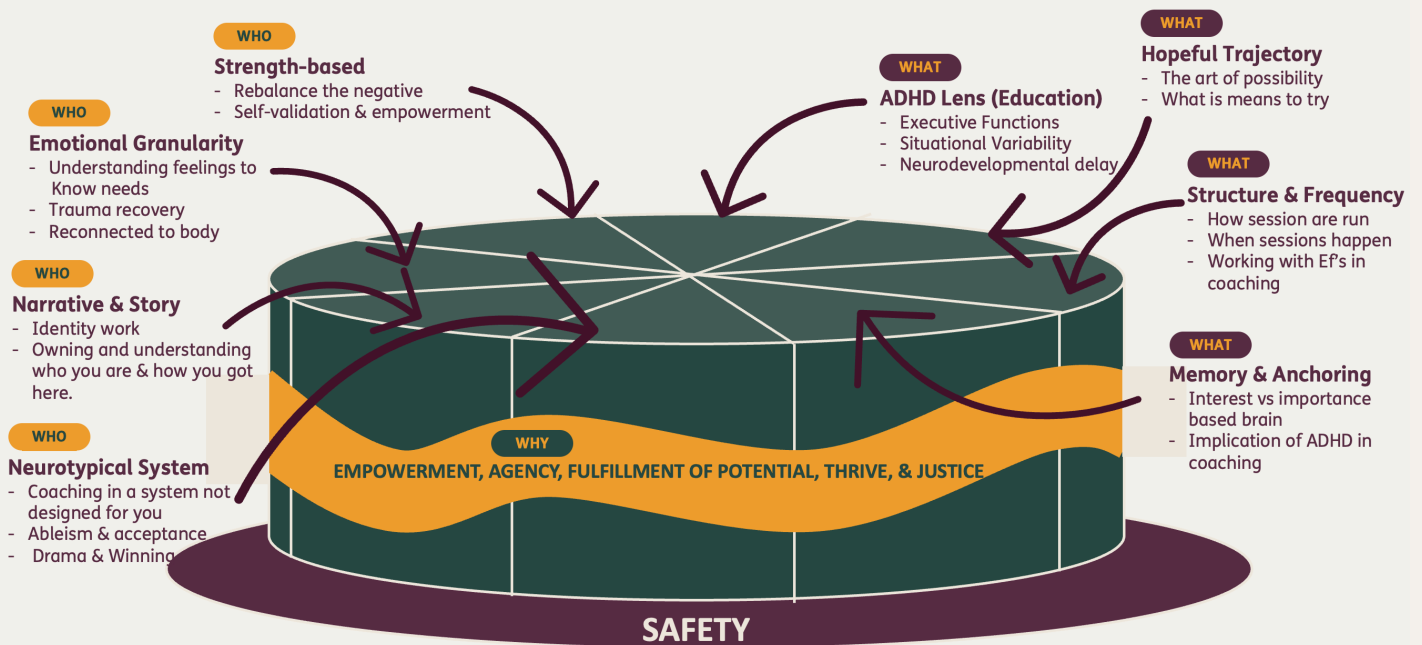 WHO
Strength-based
- Rebalance the negative
- Self-validation & empowerment
WHO
Emotional Granularity
- Understanding feelings to
Know needs
- Trauma recovery
- Reconnected to body
WHO
Narrative & Story
- Identity work
- Owning and understanding
who you are & how you got
here.
WHO
Neurotypical System
- Coaching in a system not
designed for you
- Ableism & acceptance
- Drama & Winning
WHAT
ADHD Lens (Education)
- Executive Functions
- Situational Variability
- Neurodevelopmental delay
WHAT
Hopeful Trajectory
- The art of possibility
- What is means to try
WHAT
Structure & Frequency
- How session are run
- When sessions happen
- Working with Ef's in
coaching
WHAT
Memory & Anchoring
- Interest vs importance
based brain
- Implication of ADHD in
coaching
WHY
EMPOWERMENT, AGENCY, FULFILLMENT OF POTENTIAL, THRIVE, & JUSTICE
SAFETY